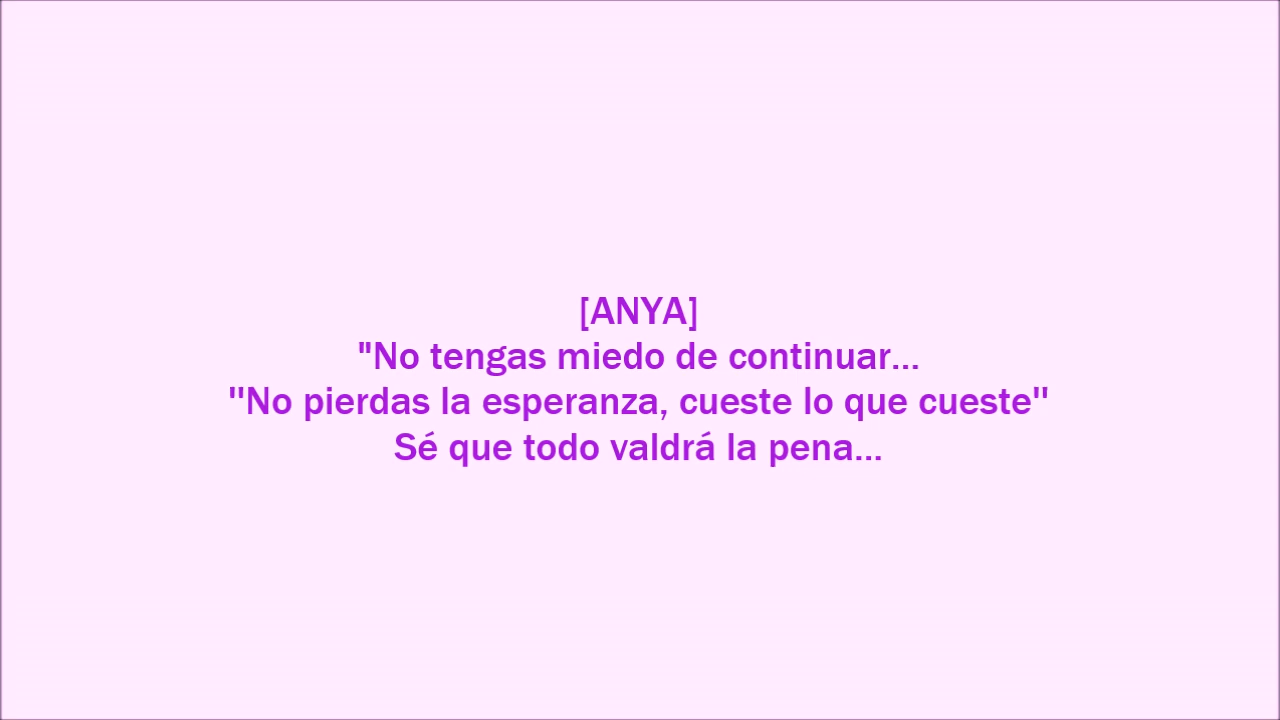 [ANYA]
"No tengas miedo de continuar...
"No pierdas la esperanza, cueste lo que cueste"
Sé que todo valdrá la pena...